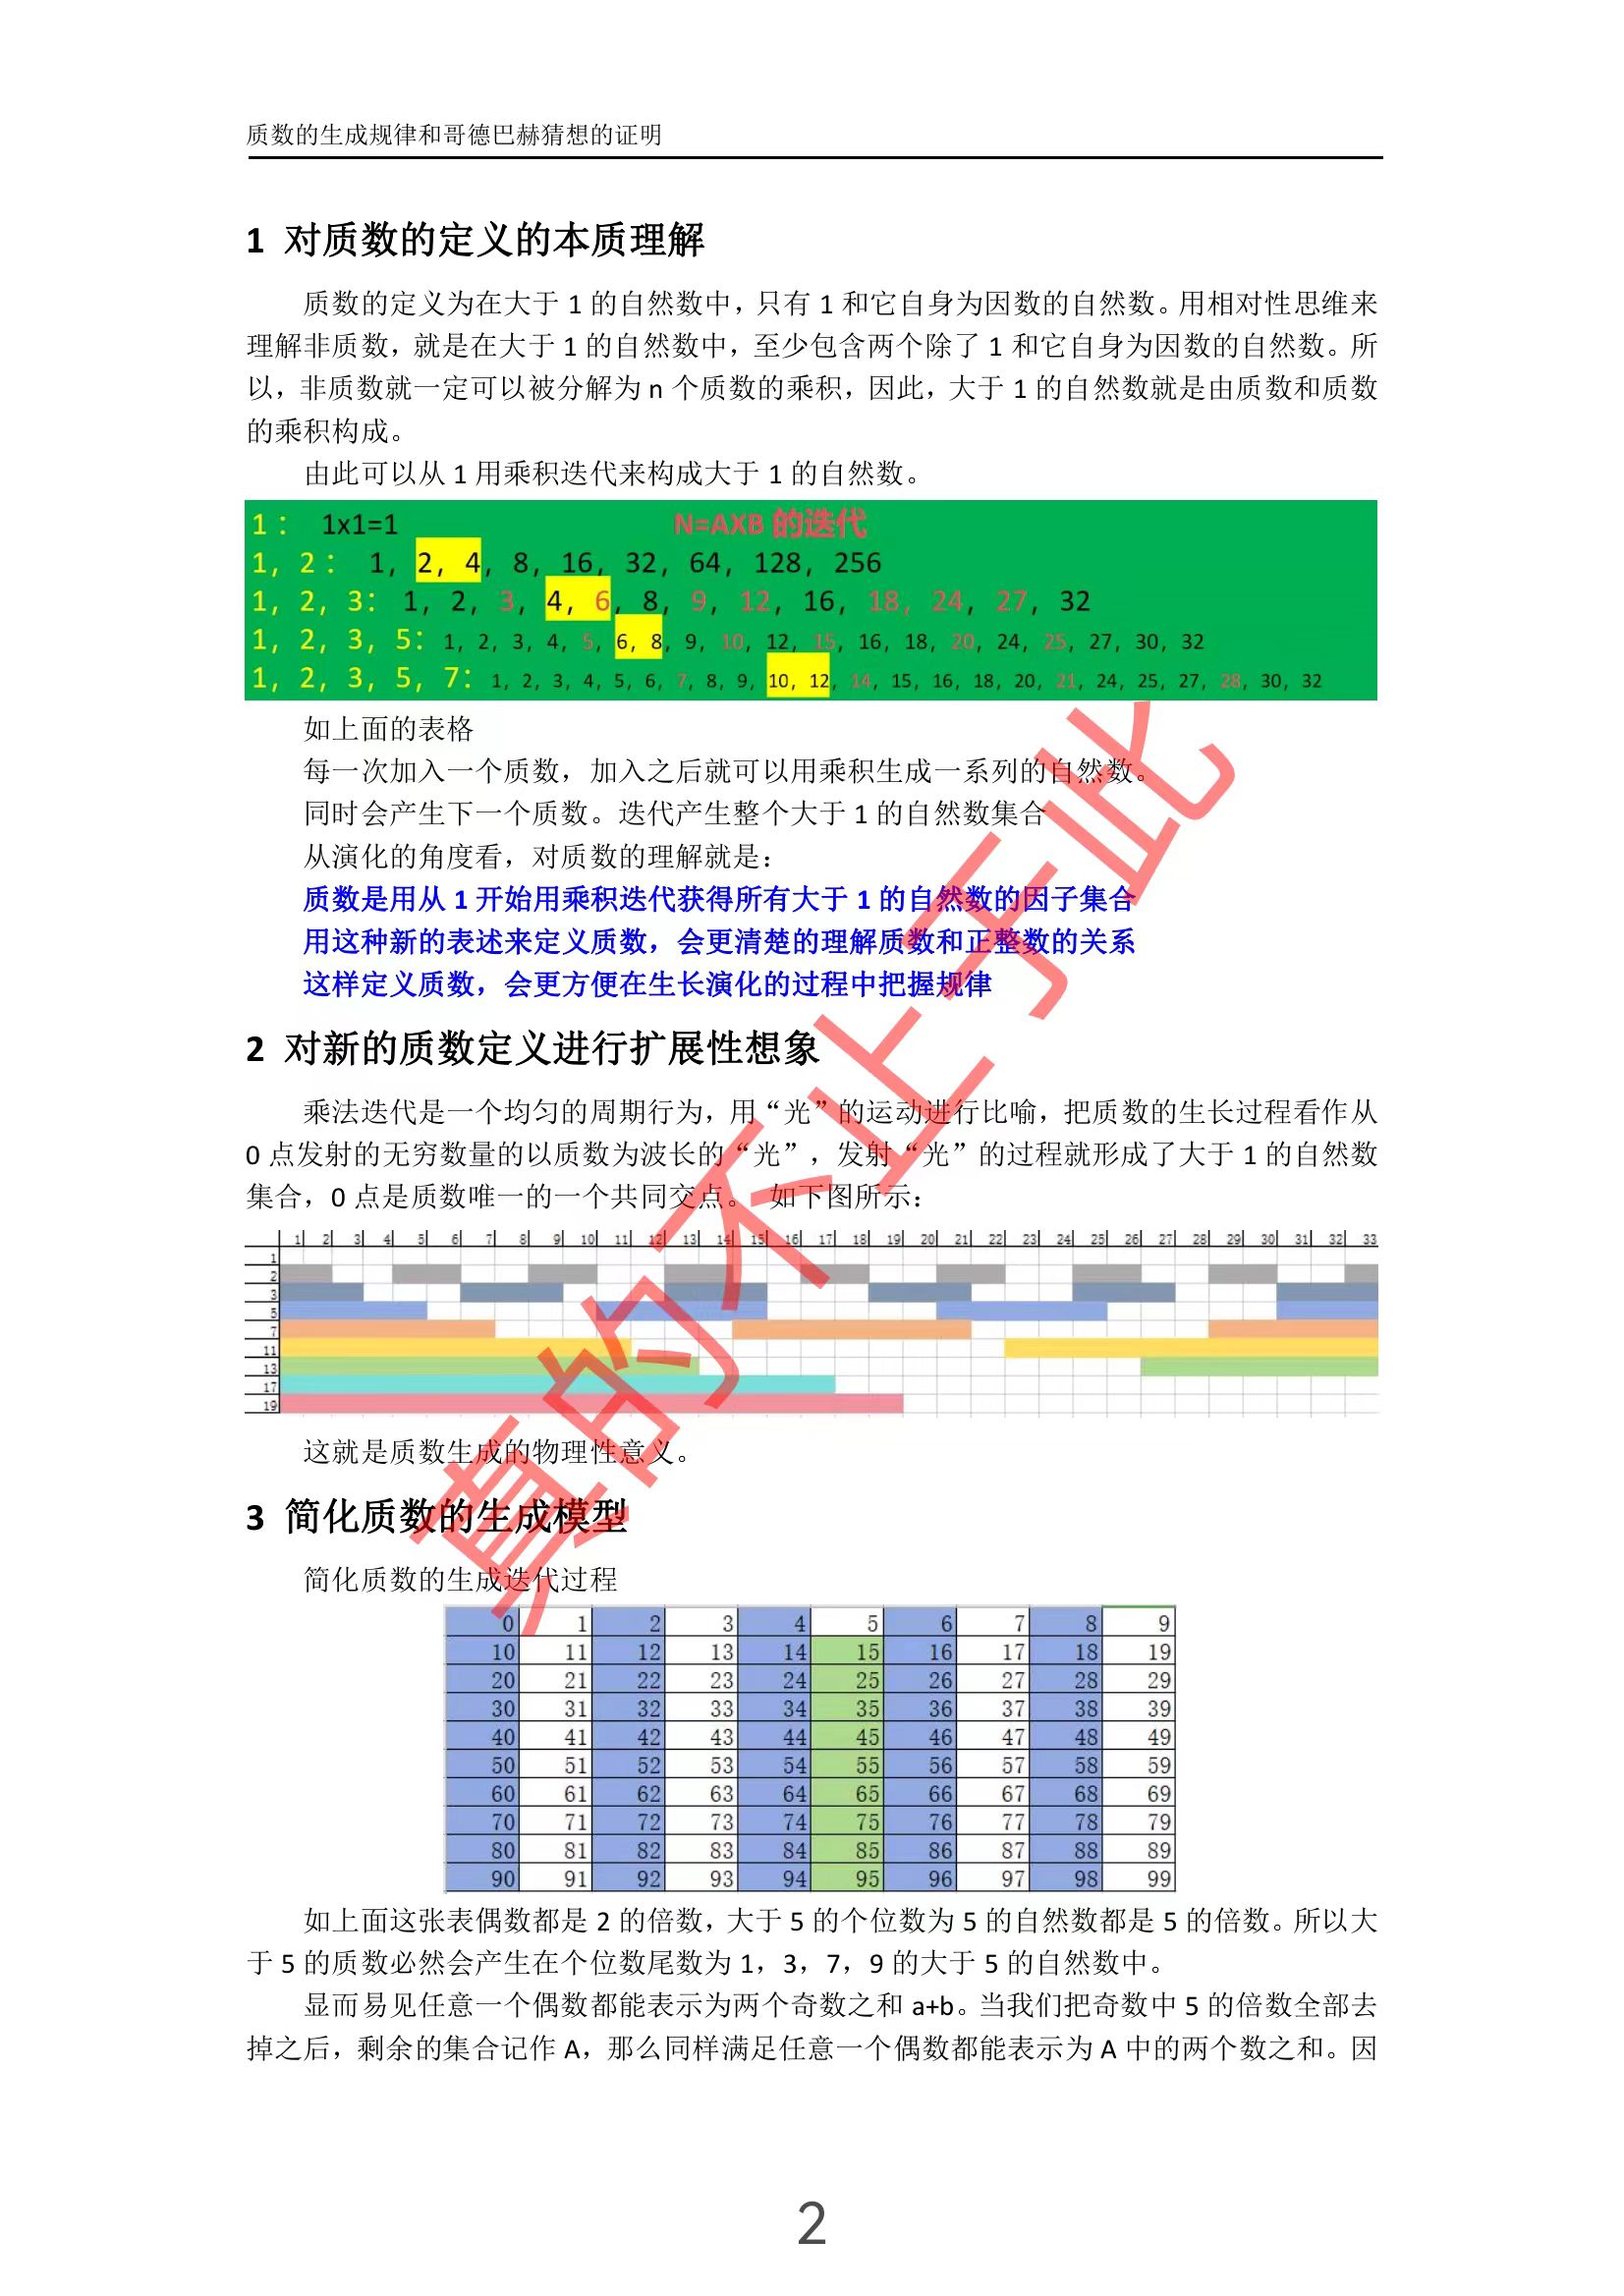 质数的生成规律和哥德巴赫猜想的证明
1 对质数的定义的本质理解
质数的定义为在大于 1 的自然数中，只有 1 和它自身为因数的自然数。用相对性思维来
理解非质数，就是在大于 1 的自然数中，至少包含两个除了 1 和它自身为因数的自然数。所
以，非质数就一定可以被分解为 n 个质数的乘积，因此，大于 1 的自然数就是由质数和质数
的乘积构成。
由此可以从 1 用乘积迭代来构成大于 1 的自然数。
1： 1x1=1 N=AXB 的迭代
1，2： 1，2，4，8，16，32，64，128，256
1，2，3：1，2，3，4，6，8，9，12，16，18，24，27，32
1，2，3，5：1，2，3，4，5，6，8，9，10，12，15，16，18，20，24，25，27，30，32
1，2，3，5，7：1，2，3，4，5，6，7，8，9，10，12，14，15，16，18，20，21，24，25，27，28，30，32
如上面的表格
每一次加入一个质数，加入之后就可以用乘积生成一系列的自然数。
同时会产生下一个质数。迭代产生整个大于 1 的自然数集合
从演化的角度看，对质数的理解就是：
质数是用从 1 开始用乘积迭代获得所有大于 1 的自然数的因子集合
用这种新的表述来定义质数，会更清楚的理解质数和正整数的关系
这样定义质数，会更方便在生长演化的过程中把握规律
2 对新的质数定义进行扩展性想象
乘法迭代是一个均匀的周期行为，用“光”的运动进行比喻，把质数的生长过程看作从
0 点发射的无穷数量的以质数为波长的“光”，发射“光”的过程就形成了大于 1 的自然数
集合，0 点是质数唯一的一个共同交点。 如下图所示：
1 2 3 4 5 6 7 8 9 10 11 12 13 14 15 16 17 18 19 20 21 22 23 24 25 26 27 28 29 30 31 32 33
1
2
3
5
7
11
13
17
19
这就是质数生成的物理性意义。
3 简化质数的生成模型
简化质数的生成迭代过程
0 1 2 3 4 5 6 7 8 9
10 11 12 13 14 15 16 17 18 19
20 21 22 23 24 25 26 27 28 29
30 31 32 33 34 35 36 37 38 39
40 41 42 43 44 45 46 47 48 49
50 51 52 53 54 55 56 57 58 59
60 61 62 63 64 65 66 67 68 69
70 71 72 73 74 75 76 77 78 79
80 81 82 83 84 85 86 87 88 89
90 91 92 93 94 95 96 97 98 99
如上面这张表偶数都是 2 的倍数，大于 5 的个位数为 5 的自然数都是 5 的倍数。所以大
于 5 的质数必然会产生在个位数尾数为 1，3，7，9 的大于 5 的自然数中。
显而易见任意一个偶数都能表示为两个奇数之和 a+b。当我们把奇数中 5 的倍数全部去
掉之后，剩余的集合记作 A，那么同样满足任意一个偶数都能表示为 A 中的两个数之和。因
2
真的不止于此